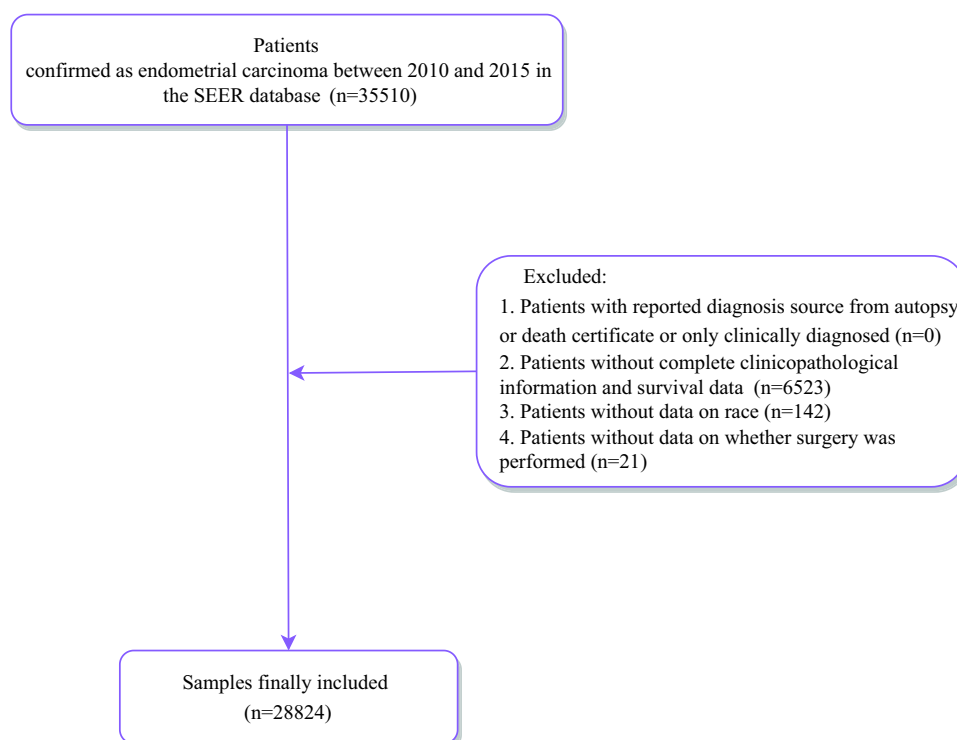 Patients
confirmed as endometrial carcinoma between 2010 and 2015 in
the SEER database (n=35510)
Excluded:
1. Patients with reported diagnosis source from autopsy
or death certificate or only clinically diagnosed (n=0)
2. Patients without complete clinicopathological
information and survival data (n=6523)
3. Patients without data on race (n=142)
4. Patients without data on whether surgery was
performed (n=21)
Samples finally included
(n=28824)